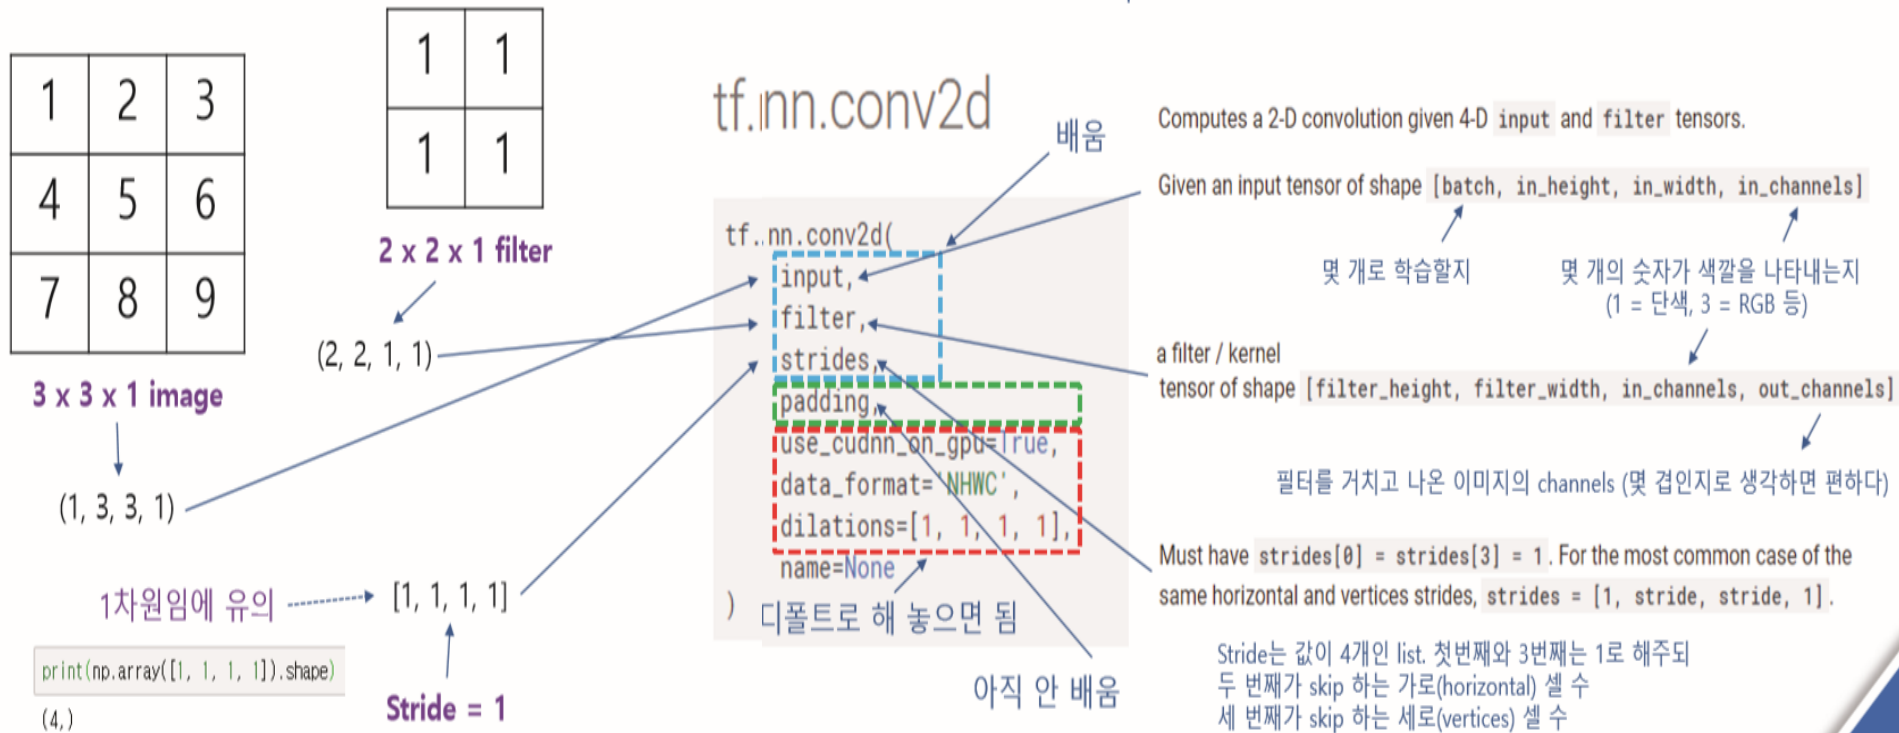 1 2 3
4 5 6
7 8 9
3 x 3 x 1 image
(1, 3, 3, 1)
1 1
1 1
2 x 2 x 1 filter
(2, 2, 1, 1)
1차원임에 유의
[1, 1, 1, 1]
print(np.array([1, 1, 1, 1]).shape)
(4,)
Stride = 1
tf.nn.conv2d
배움
tf..nn.conv2d(
input,
filter,
strides,
padding,
use_cudnn_on_gpu=True,
data_format='NHWC',
dilations=[1, 1, 1, 1],
name=None
)
디폴트로 해 놓으면 됨
아직 안 배움
Computes a 2-D convolution given 4-D input and filter tensors.
Given an input tensor of shape [batch, in_height, in_width, in_channels]
몇 개로 학습할지
몇 개의 숫자가 색깔을 나타내는지
(1 = 단색, 3 = RGB 등)
a filter / kernel
tensor of shape [filter_height, filter_width, in_channels, out_channels]
필터를 거치고 나온 이미지의 channels (몇 겹인지로 생각하면 편하다)
Must have strides[0] = strides[3] = 1. For the most common case of the
same horizontal and vertices strides, strides = [1, stride, stride, 1].
Stride는 값이 4개인 list. 첫번째와 3번째는 1로 해주되
두 번째가 skip 하는 가로(horizontal) 셀 수
세 번째가 skip 하는 세로(vertices) 셀 수